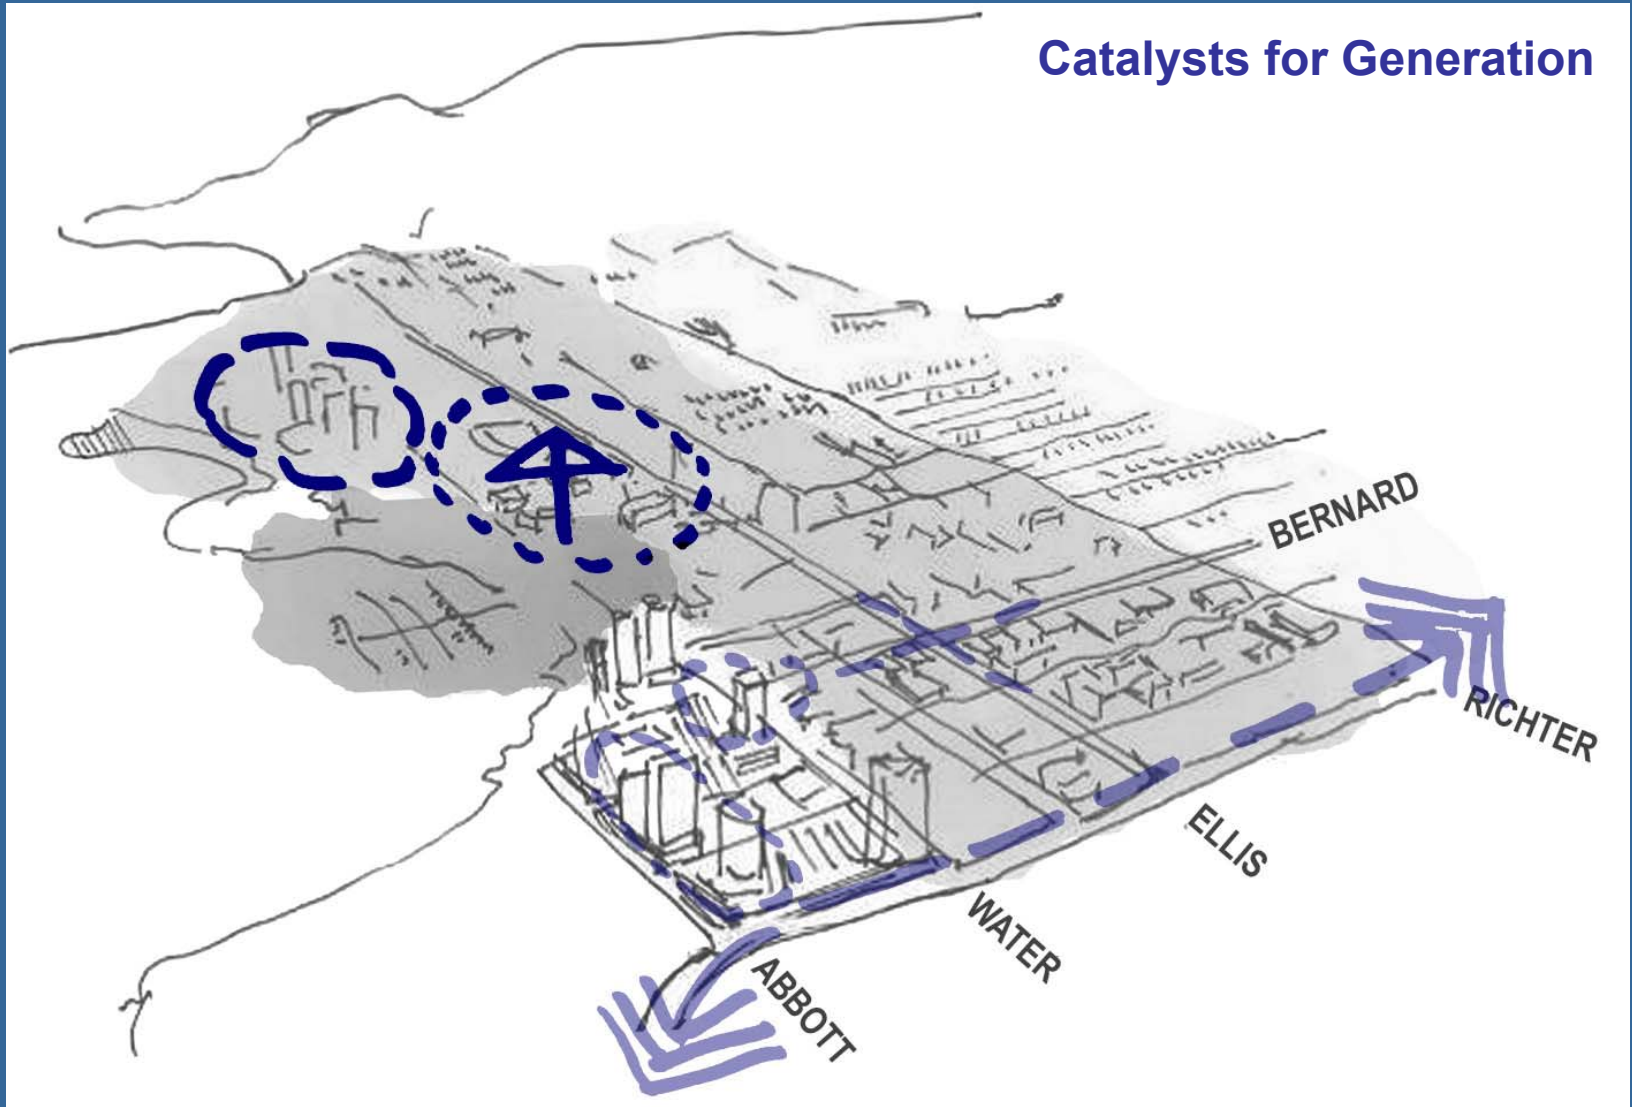 Catalysts for Generation
BERNARD
RICHTER
ELLIS
WATER
ABBOTT